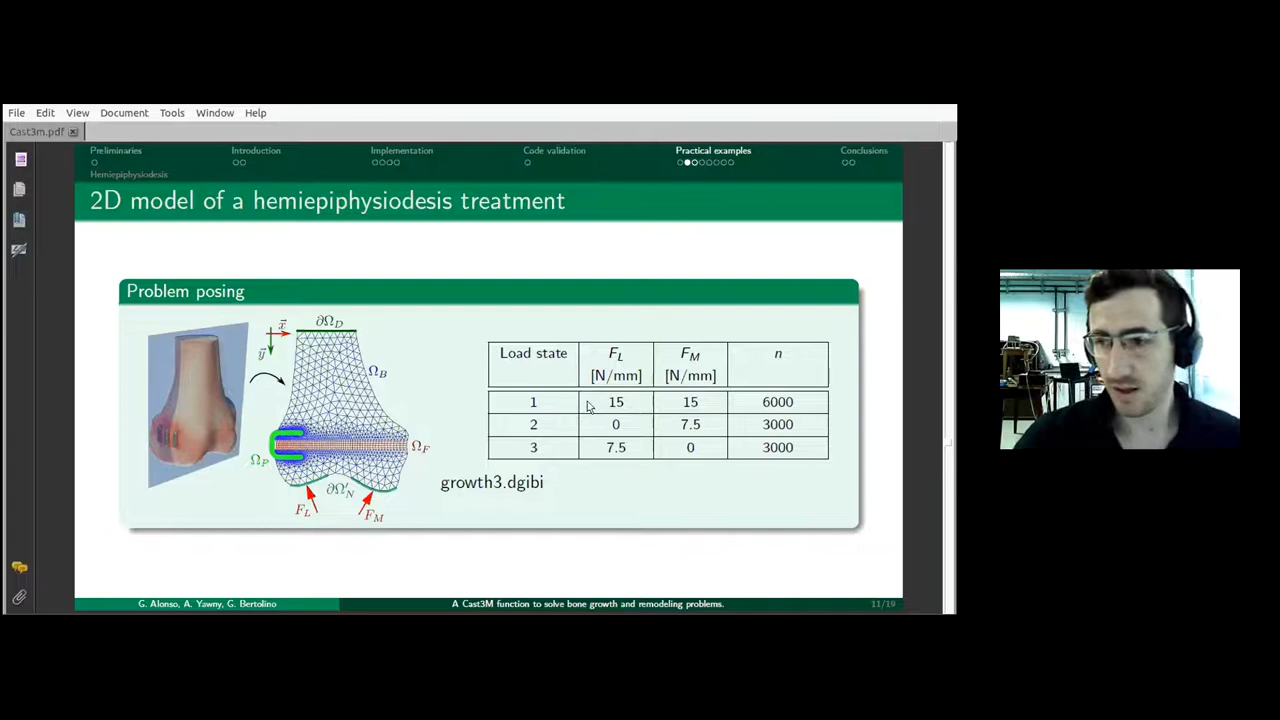 File Edit View Document Tools Window Help
Cast3m.pdf
Preliminaries Introduction Implementation Code validation Practical examples Conclusions
Hemiepiphysiodesis
2D model of a hemiepiphysiodesis treatment
Problem posing
∂Ω_D
x⃗
y⃗
Ω_B
Ω_F
Ω_P
∂Ω'_N
F_L F_M
Load state F_L F_M n
[N/mm] [N/mm]
1 15 15 6000
2 0 7.5 3000
3 7.5 0 3000
growth3.dgibi
G. Alonso, A. Yawny, G. Bertolino A Cast3M function to solve bone growth and remodeling problems. 11/19